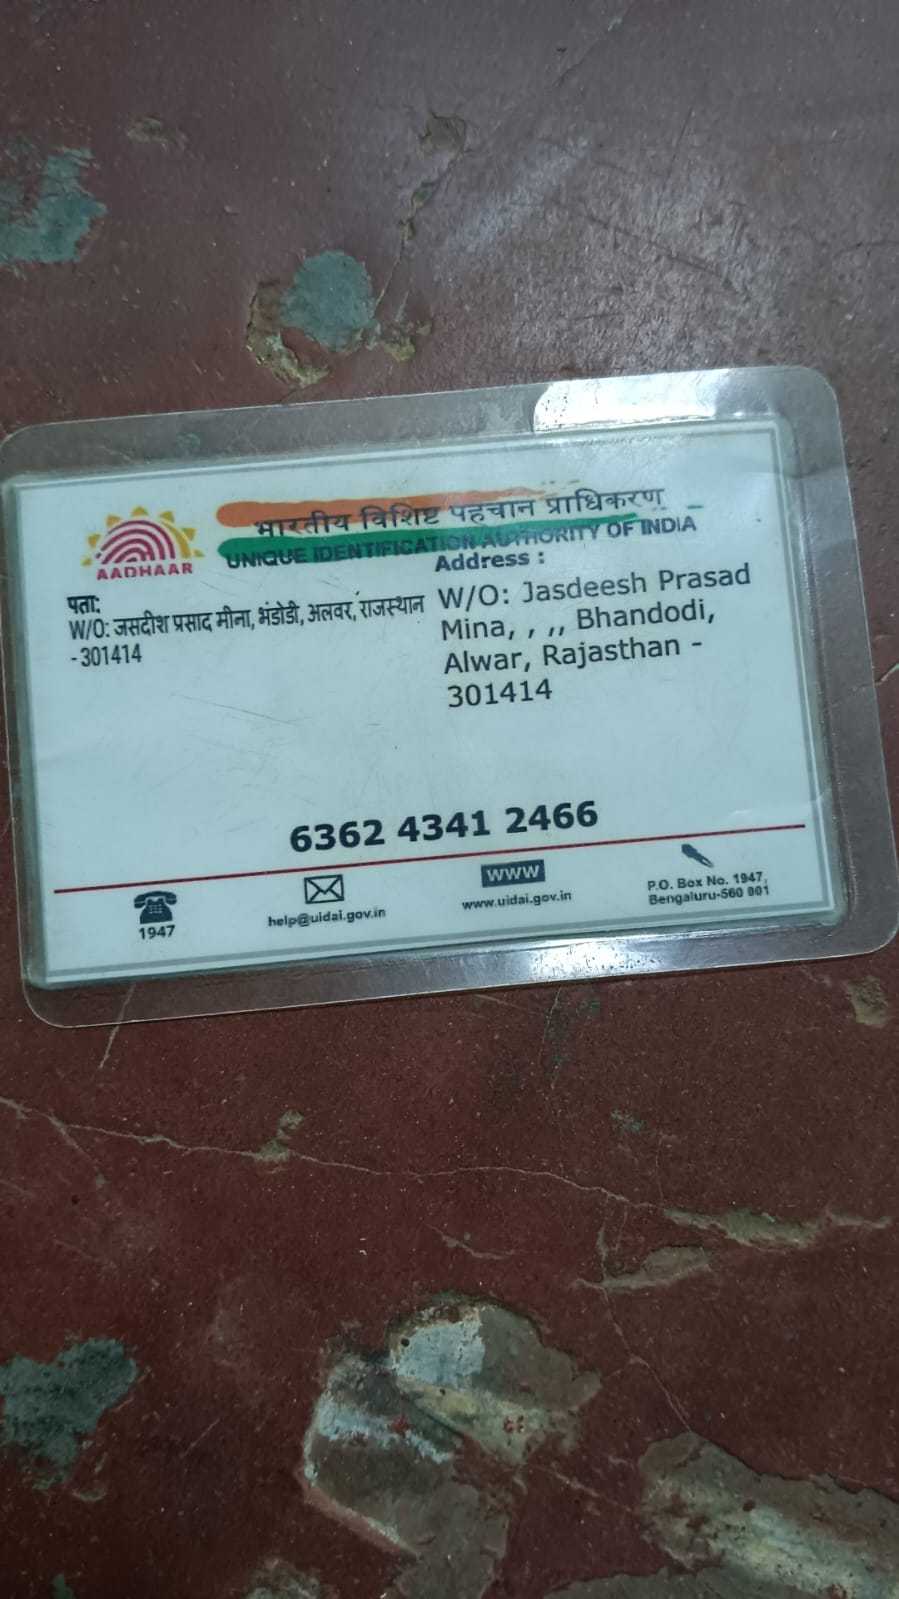 भारतीय विशिष्ट पहचान प्राधिकरण
UNIQUE IDENTIFICATION AUTHORITY OF INDIA
AADHAAR
पता:
W/O: जसदीश प्रसाद मीना, भंडोडी, अलवर, राजस्थान
- 301414
Address :
W/O: Jasdeesh Prasad
Mina, , ,, Bhandodi,
Alwar, Rajasthan -
301414
6362 4341 2466
1947
help@uidai.gov.in
www
www.uidai.gov.in
P.O. Box No. 1947,
Bengaluru-560 001